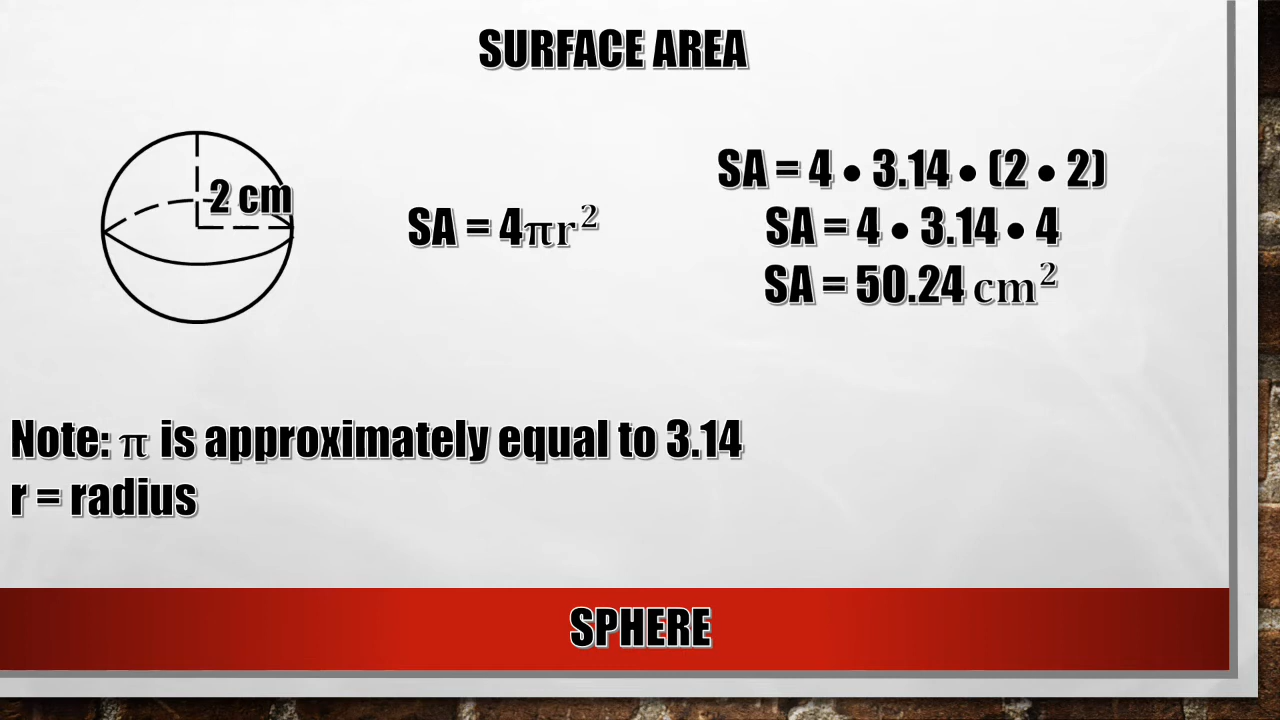 SURFACE AREA
2 cm
SA = 4πr²
SA = 4 • 3.14 • (2 • 2)
SA = 4 • 3.14 • 4
SA = 50.24 cm²
Note: π is approximately equal to 3.14
r = radius
SPHERE